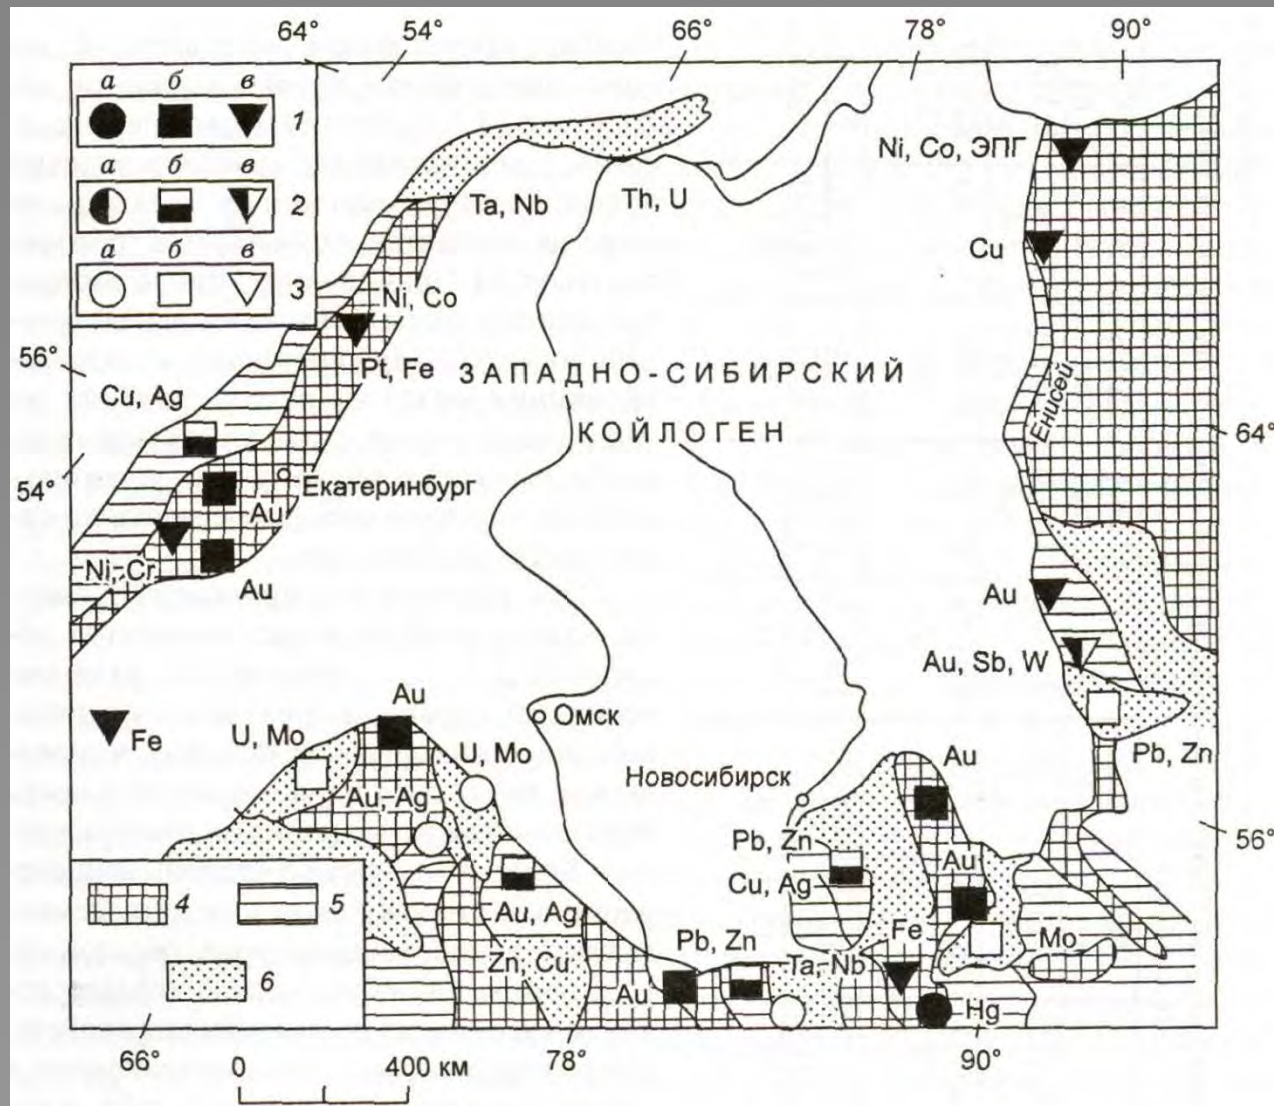 64° 54° 66° 78° 90°
а б в
1
а б в
2
а б в
3
Ni, Co, ЭПГ
Ta, Nb
Th, U
Cu
Ni, Co
56°
Pt, Fe
ЗАПАДНО-СИБИРСКИЙ
Cu, Ag
КОЙЛОГЕН
Енисей
64°
54°
Екатеринбург
Au
Ni, Cr
Au
Au
Au, Sb, W
Au
Омск
Fe
U, Mo
U, Mo
Pb, Zn
Au
Новосибирск
Au, Ag
Pb, Zn
56°
Au
4 5
Cu, Ag
Au, Ag
Fe
Mo
Pb, Zn
Zn, Cu
Ta, Nb
6
Au
Hg
66° 78° 90°
0 400 км